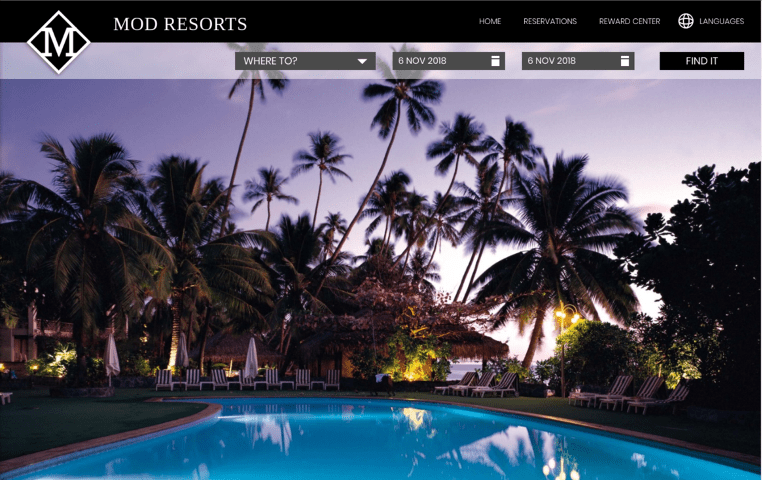 M
MOD RESORTS
HOME
RESERVATIONS
REWARD CENTER
LANGUAGES
WHERE TO?
6 NOV 2018
6 NOV 2018
FIND IT